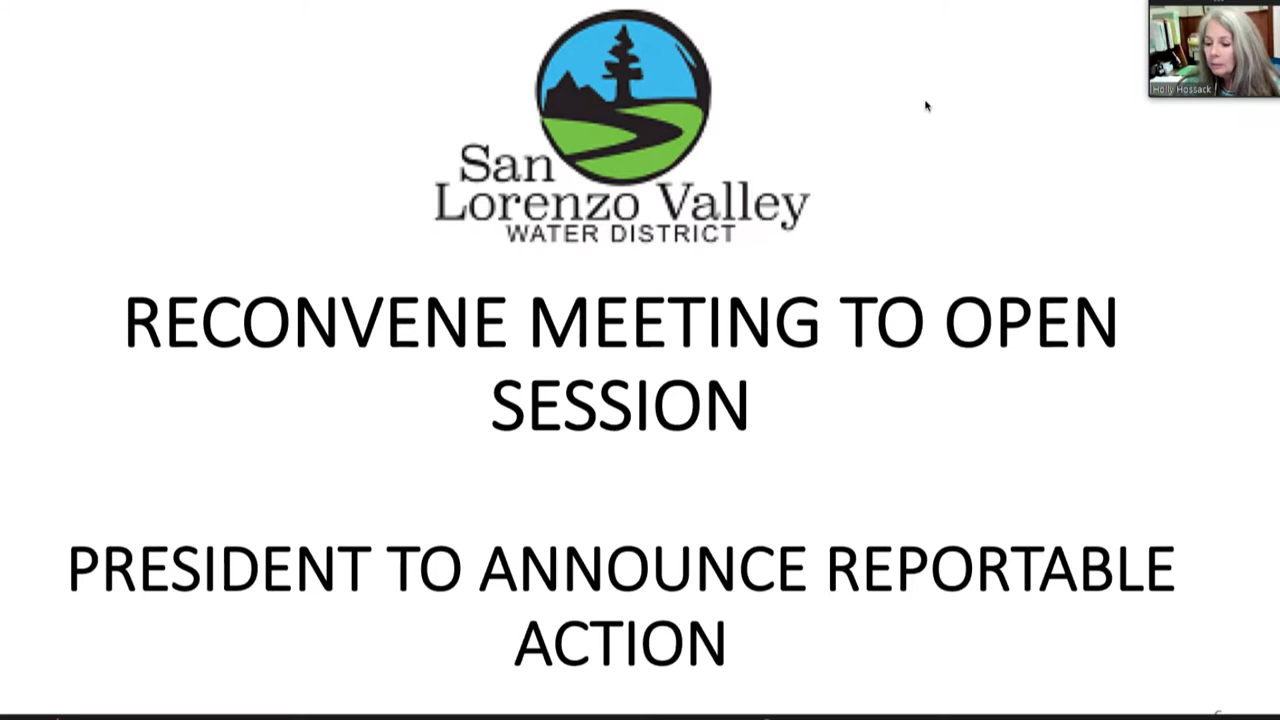 Holly Hossack
San
Lorenzo Valley
WATER DISTRICT
RECONVENE MEETING TO OPEN
SESSION
PRESIDENT TO ANNOUNCE REPORTABLE
ACTION